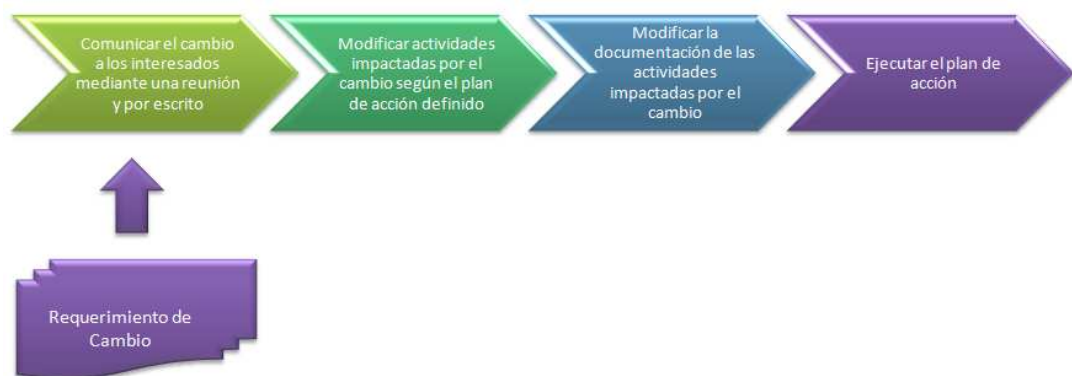 Comunicar el cambio
a los interesados
mediante una reunión
y por escrito
Modificar actividades
impactadas por el
cambio según el plan
de acción definido
Modificar la
documentación de las
actividades
impactadas por el
cambio
Ejecutar el plan de
acción
Requerimiento de
Cambio